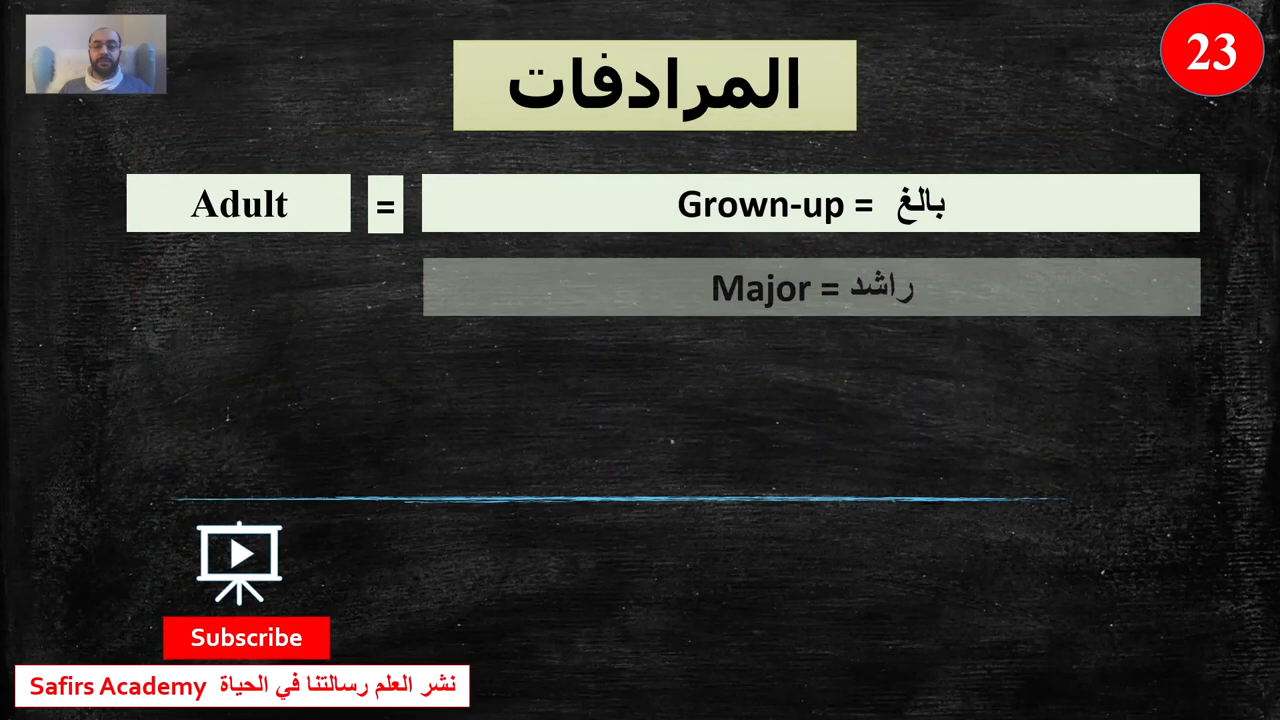 23
المرادفات
Adult = Grown-up = بالغ
Major = راشد
Subscribe
Safirs Academy نشر العلم رسالتنا في الحياة